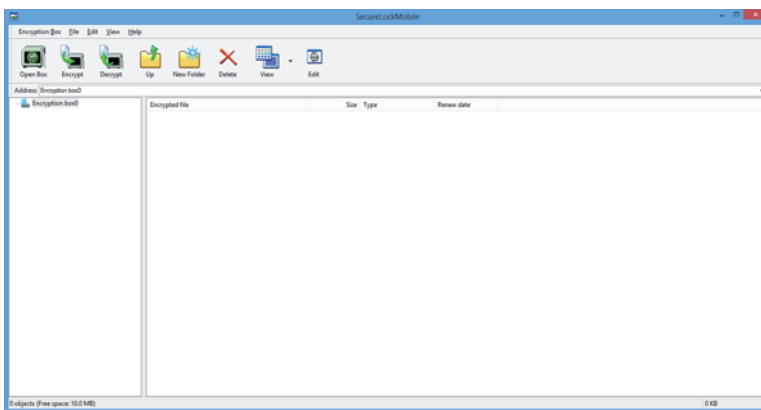 SecureLockMobile
Encryption Box File Edit View Help
Open Box Encrypt Decrypt Up New Folder Delete View Edit
Address Encryption box0
Encryption box0
Encrypted file Size Type Renew date
0 objects (Free space: 10.0 MB) 0 KB